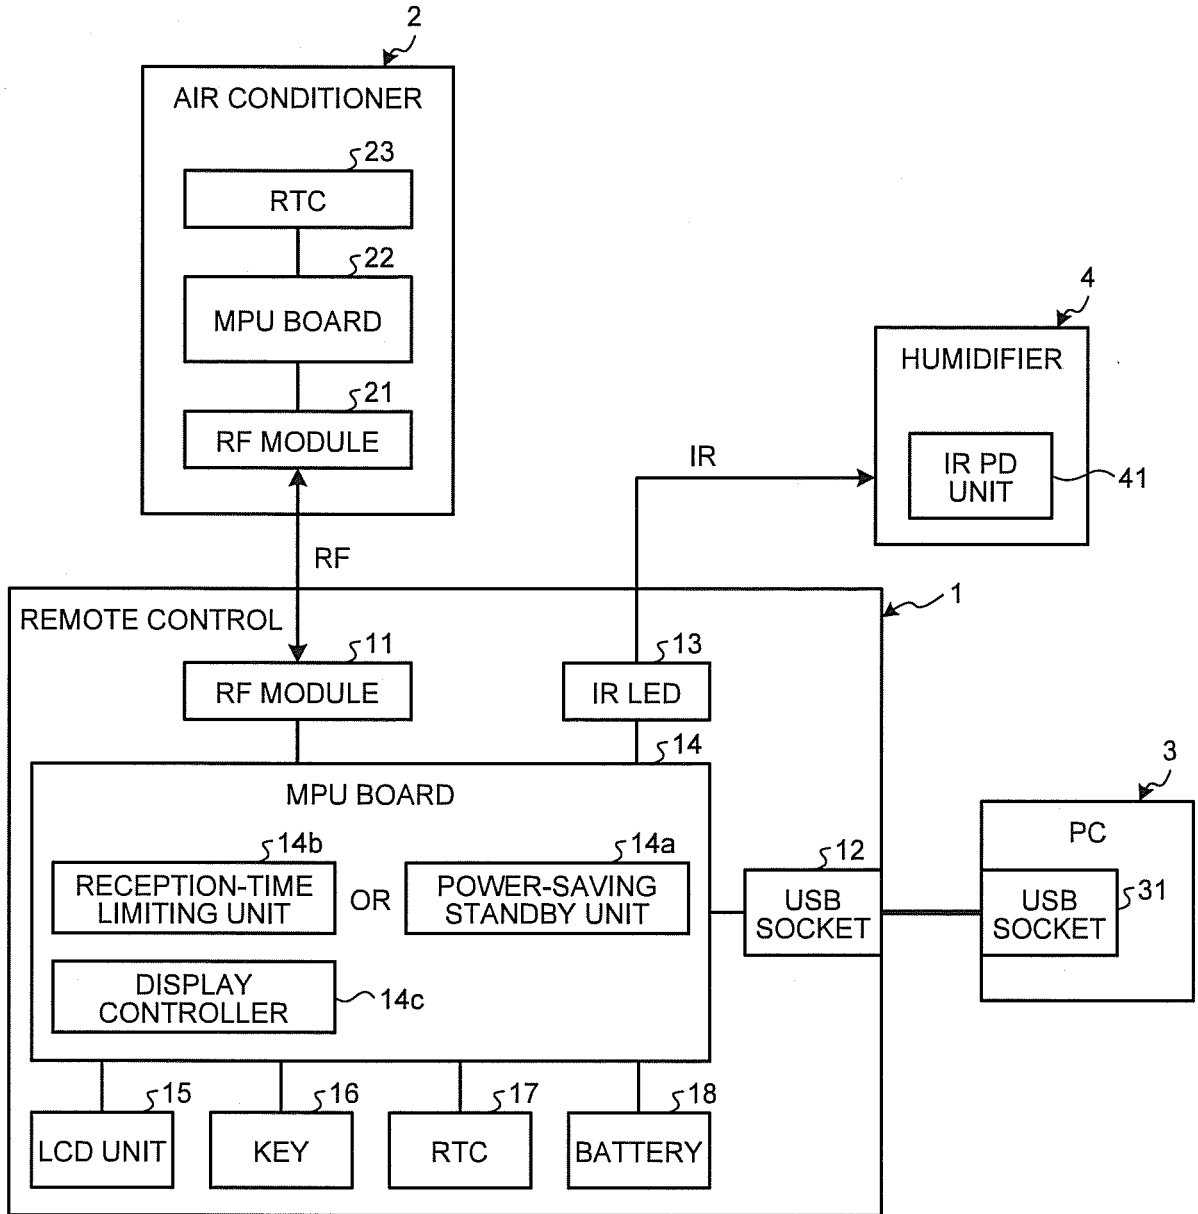 2
AIR CONDITIONER
23
RTC
22
MPU BOARD
21
RF MODULE
RF
4
HUMIDIFIER
IR PD
UNIT
41
IR
1
REMOTE CONTROL
11
RF MODULE
13
IR LED
14
MPU BOARD
14b
RECEPTION-TIME
LIMITING UNIT
OR
14a
POWER-SAVING
STANDBY UNIT
DISPLAY
CONTROLLER
14c
12
USB
SOCKET
3
PC
USB
SOCKET
31
15
LCD UNIT
16
KEY
17
RTC
18
BATTERY